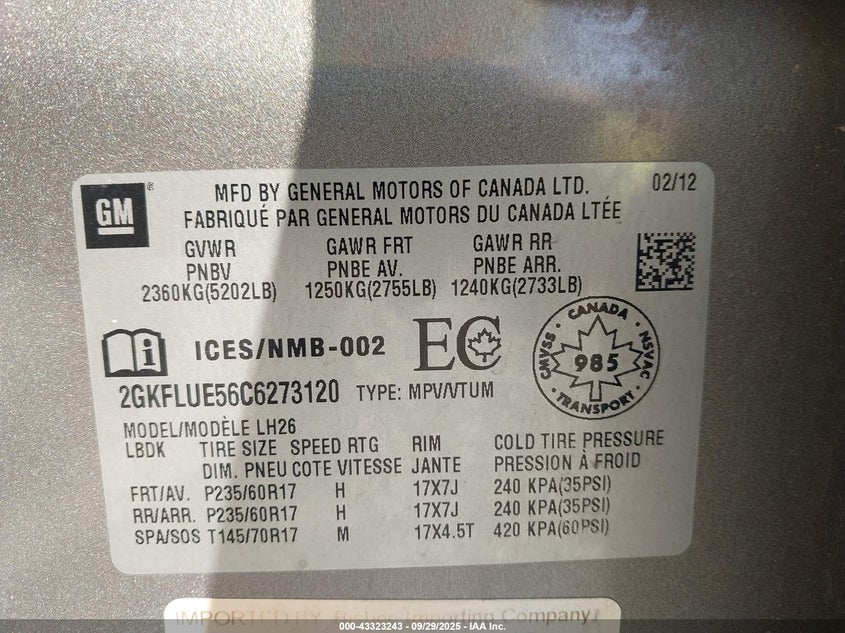 GM
MFD BY GENERAL MOTORS OF CANADA LTD. 02/12
FABRIQUÉ PAR GENERAL MOTORS DU CANADA LTÉE
GVWR GAWR FRT GAWR RR
PNBV PNBE AV. PNBE ARR.
2360KG(5202LB) 1250KG(2755LB) 1240KG(2733LB)
ICES/NMB-002 EC
CANADA
CMVSS 985 NSVAC
TRANSPORT
2GKFLUE56C6273120 TYPE: MPV/VTUM
MODEL/MODÈLE LH26
LBDK TIRE SIZE SPEED RTG RIM COLD TIRE PRESSURE
DIM. PNEU COTE VITESSE JANTE PRESSION À FROID
FRT/AV. P235/60R17 H 17X7J 240 KPA(35PSI)
RR/ARR. P235/60R17 H 17X7J 240 KPA(35PSI)
SPA/SOS T145/70R17 M 17X4.5T 420 KPA(60PSI)
IMPORTED BY Importing Company
000-43323243 - 09/29/2025 - IAA Inc.